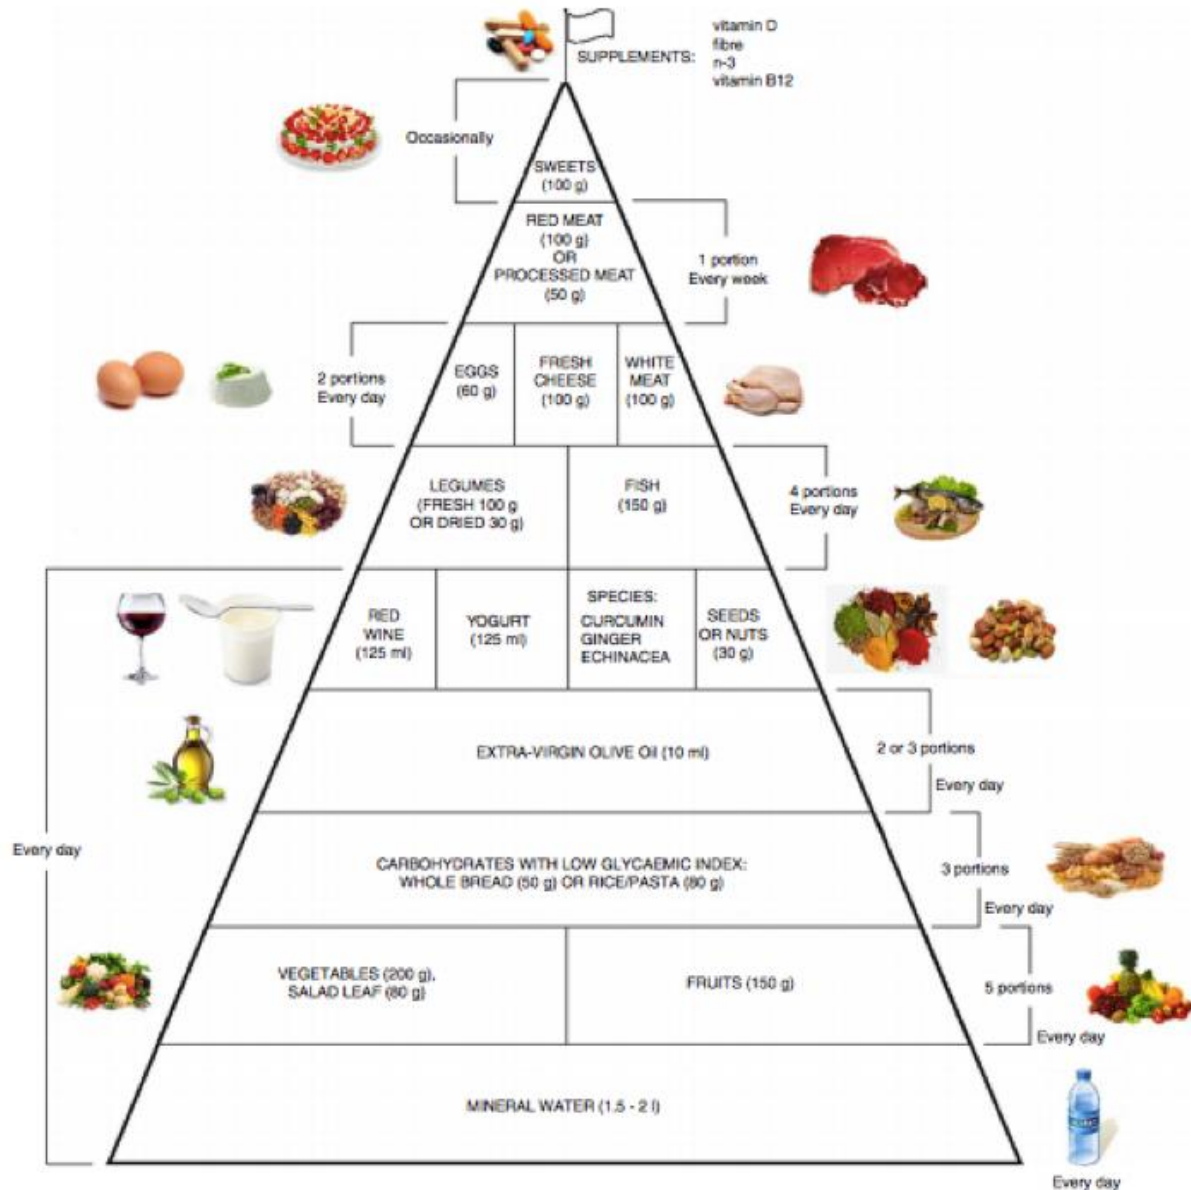 vitamin D
fibre
SUPPLEMENTS:
n-3
vitamin B12
Occasionally
SWEETS
(100 g)
RED MEAT
(100 g)
OR
PROCESSED MEAT
(50 g)
1 portion
Every week
2 portions
Every day
EGGS
(60 g)
FRESH
CHEESE
(100 g)
WHITE
MEAT
(100 g)
LEGUMES
(FRESH 100 g
OR DRIED 30 g)
FISH
(150 g)
4 portions
Every day
RED
WINE
(125 ml)
YOGURT
(125 ml)
SPECIES:
CURCUMIN
GINGER
ECHINACEA
SEEDS
OR NUTS
(30 g)
EXTRA-VIRGIN OLIVE Oil (10 ml)
2 or 3 portions
Every day
Every day
CARBOHYDRATES WITH LOW GLYCAEMIC INDEX:
WHOLE BREAD (50 g) OR RICE/PASTA (80 g)
3 portions
Every day
VEGETABLES (200 g),
SALAD LEAF (80 g)
FRUITS (150 g)
5 portions
Every day
MINERAL WATER (1.5 - 2 l)
Every day